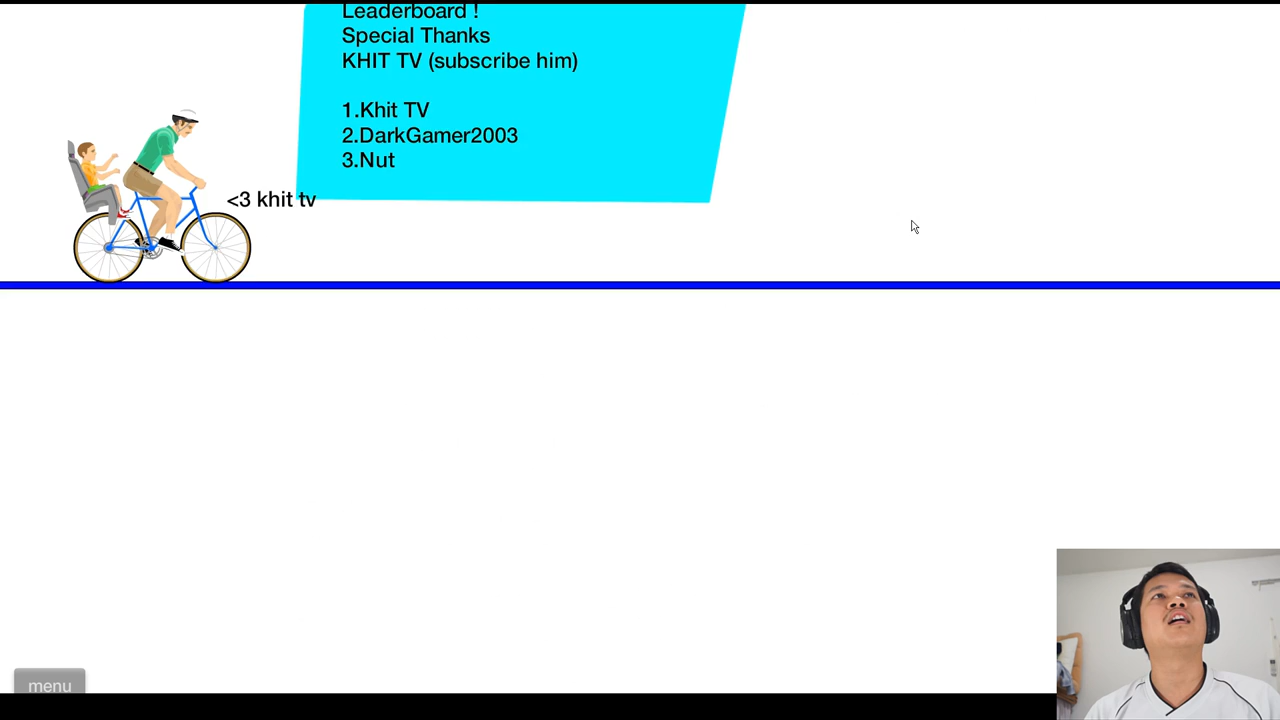 Leaderboard !
Special Thanks
KHIT TV (subscribe him)
1.Khit TV
2.DarkGamer2003
3.Nut
<3 khit tv
menu